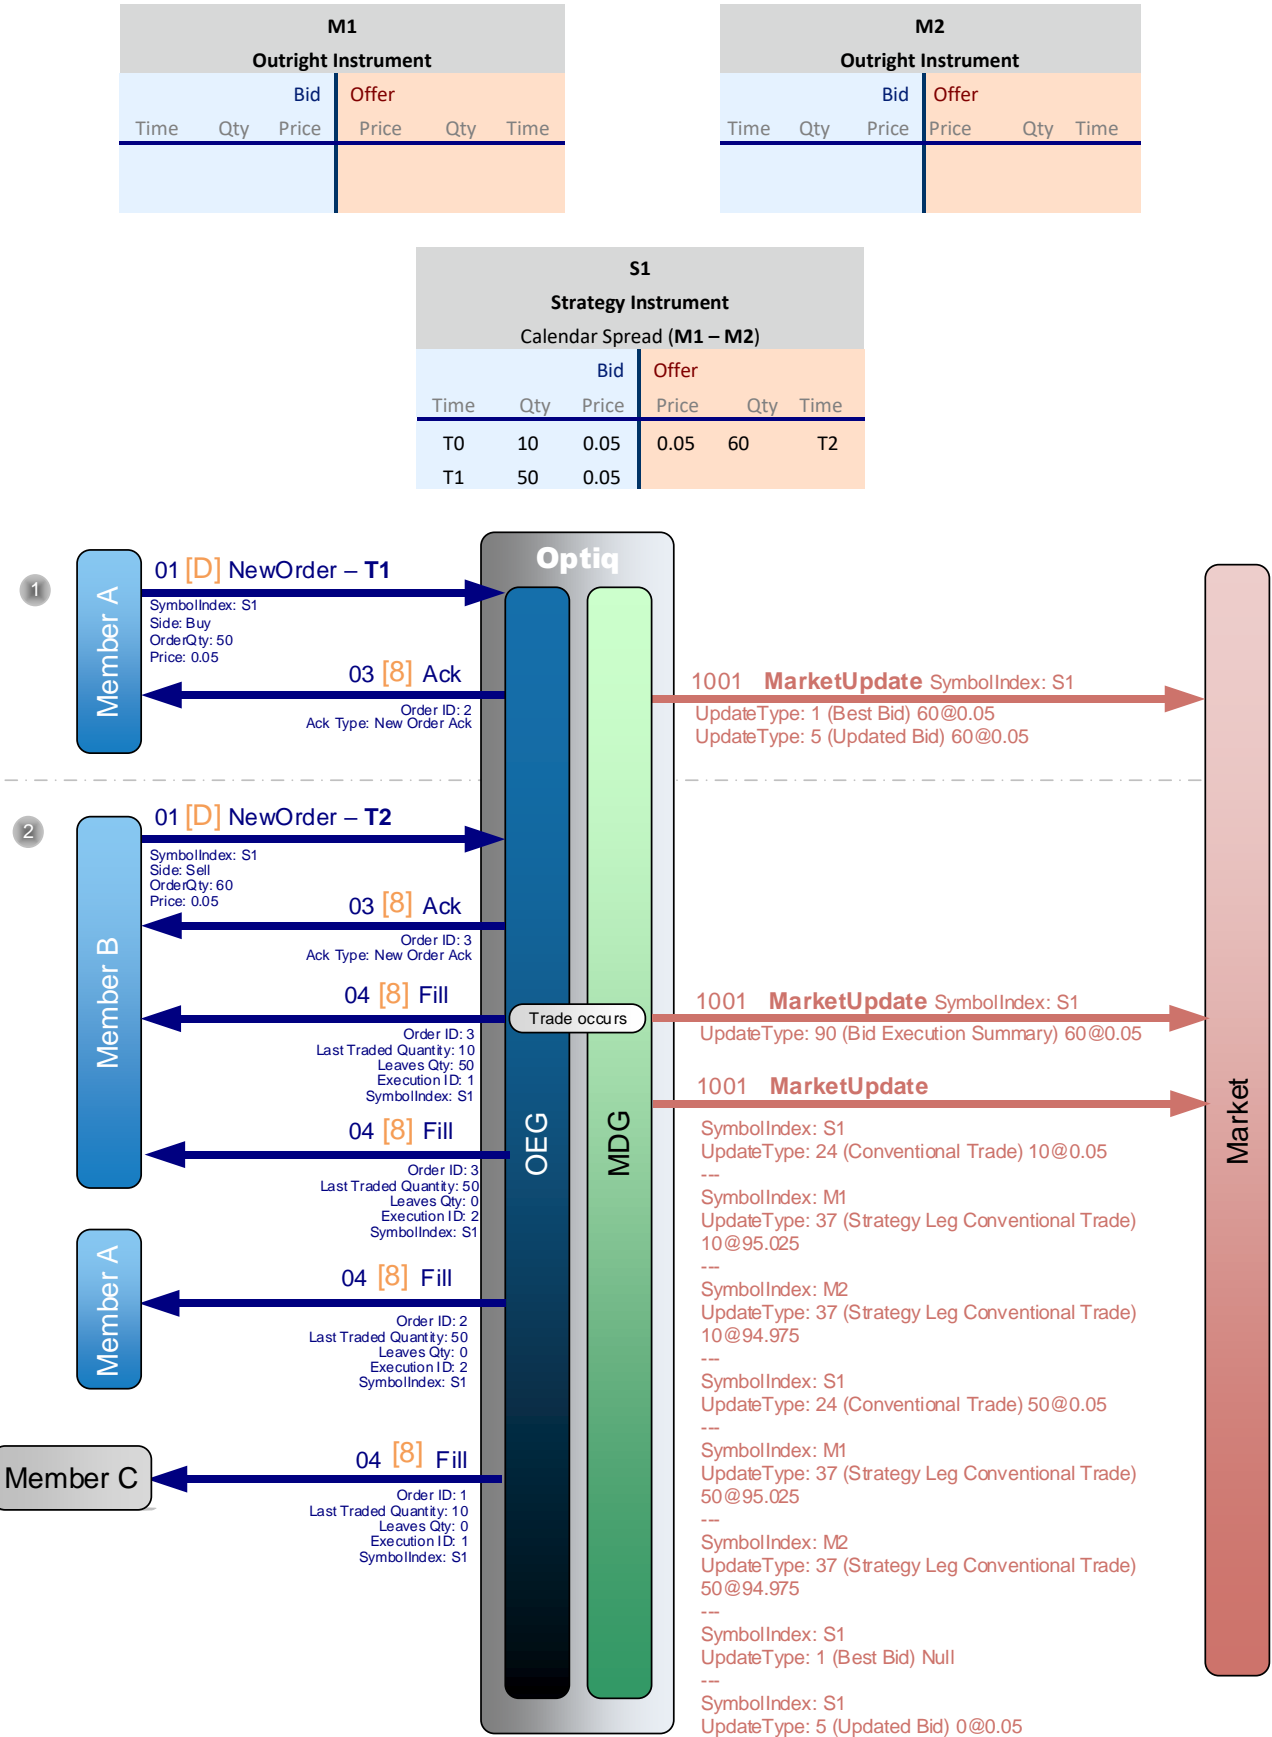 M1
Outright Instrument
Bid Offer
Time Qty Price Price Qty Time
M2
Outright Instrument
Bid Offer
Time Qty Price Price Qty Time
S1
Strategy Instrument
Calendar Spread (M1 – M2)
Bid Offer
Time Qty Price Price Qty Time
T0 10 0.05 0.05 60 T2
T1 50 0.05
Optiq
OEG
MDG
Market
1
Member A
01 [D] NewOrder – T1
SymbolIndex: S1
Side: Buy
OrderQty: 50
Price: 0.05
03 [8] Ack
Order ID: 2
Ack Type: New Order Ack
1001 MarketUpdate SymbolIndex: S1
UpdateType: 1 (Best Bid) 60@0.05
UpdateType: 5 (Updated Bid) 60@0.05
2
Member B
01 [D] NewOrder – T2
SymbolIndex: S1
Side: Sell
OrderQty: 60
Price: 0.05
03 [8] Ack
Order ID: 3
Ack Type: New Order Ack
04 [8] Fill
Trade occurs
Order ID: 3
Last Traded Quantity: 10
Leaves Qty: 50
Execution ID: 1
SymbolIndex: S1
1001 MarketUpdate SymbolIndex: S1
UpdateType: 90 (Bid Execution Summary) 60@0.05
04 [8] Fill
Order ID: 3
Last Traded Quantity: 50
Leaves Qty: 0
Execution ID: 2
SymbolIndex: S1
Member A
04 [8] Fill
Order ID: 2
Last Traded Quantity: 50
Leaves Qty: 0
Execution ID: 2
SymbolIndex: S1
Member C
04 [8] Fill
Order ID: 1
Last Traded Quantity: 10
Leaves Qty: 0
Execution ID: 1
SymbolIndex: S1
1001 MarketUpdate
SymbolIndex: S1
UpdateType: 24 (Conventional Trade) 10@0.05
---
SymbolIndex: M1
UpdateType: 37 (Strategy Leg Conventional Trade)
10@95.025
---
SymbolIndex: M2
UpdateType: 37 (Strategy Leg Conventional Trade)
10@94.975
---
SymbolIndex: S1
UpdateType: 24 (Conventional Trade) 50@0.05
---
SymbolIndex: M1
UpdateType: 37 (Strategy Leg Conventional Trade)
50@95.025
---
SymbolIndex: M2
UpdateType: 37 (Strategy Leg Conventional Trade)
50@94.975
---
SymbolIndex: S1
UpdateType: 1 (Best Bid) Null
---
SymbolIndex: S1
UpdateType: 5 (Updated Bid) 0@0.05